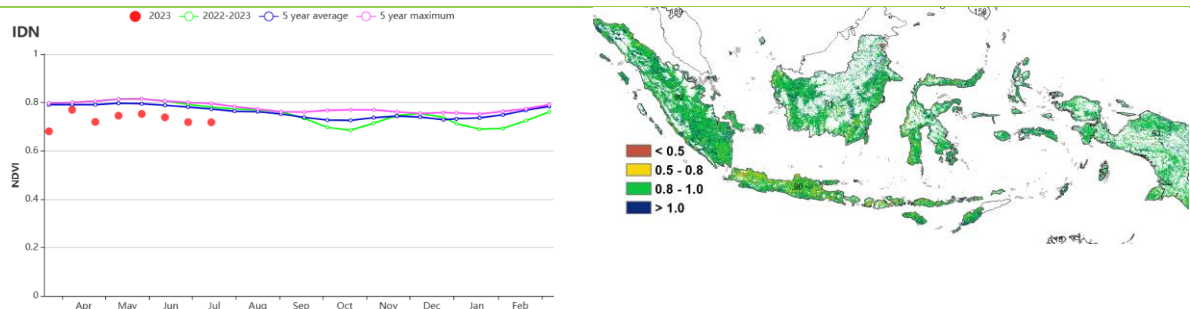 2023 2022-2023 5 year average 5 year maximum
IDN
1
0.8
0.6
0.4
0.2
0
NDVI
Apr May Jun Jul Aug Sep Oct Nov Dec Jan Feb
< 0.5
0.5 - 0.8
0.8 - 1.0
> 1.0
90